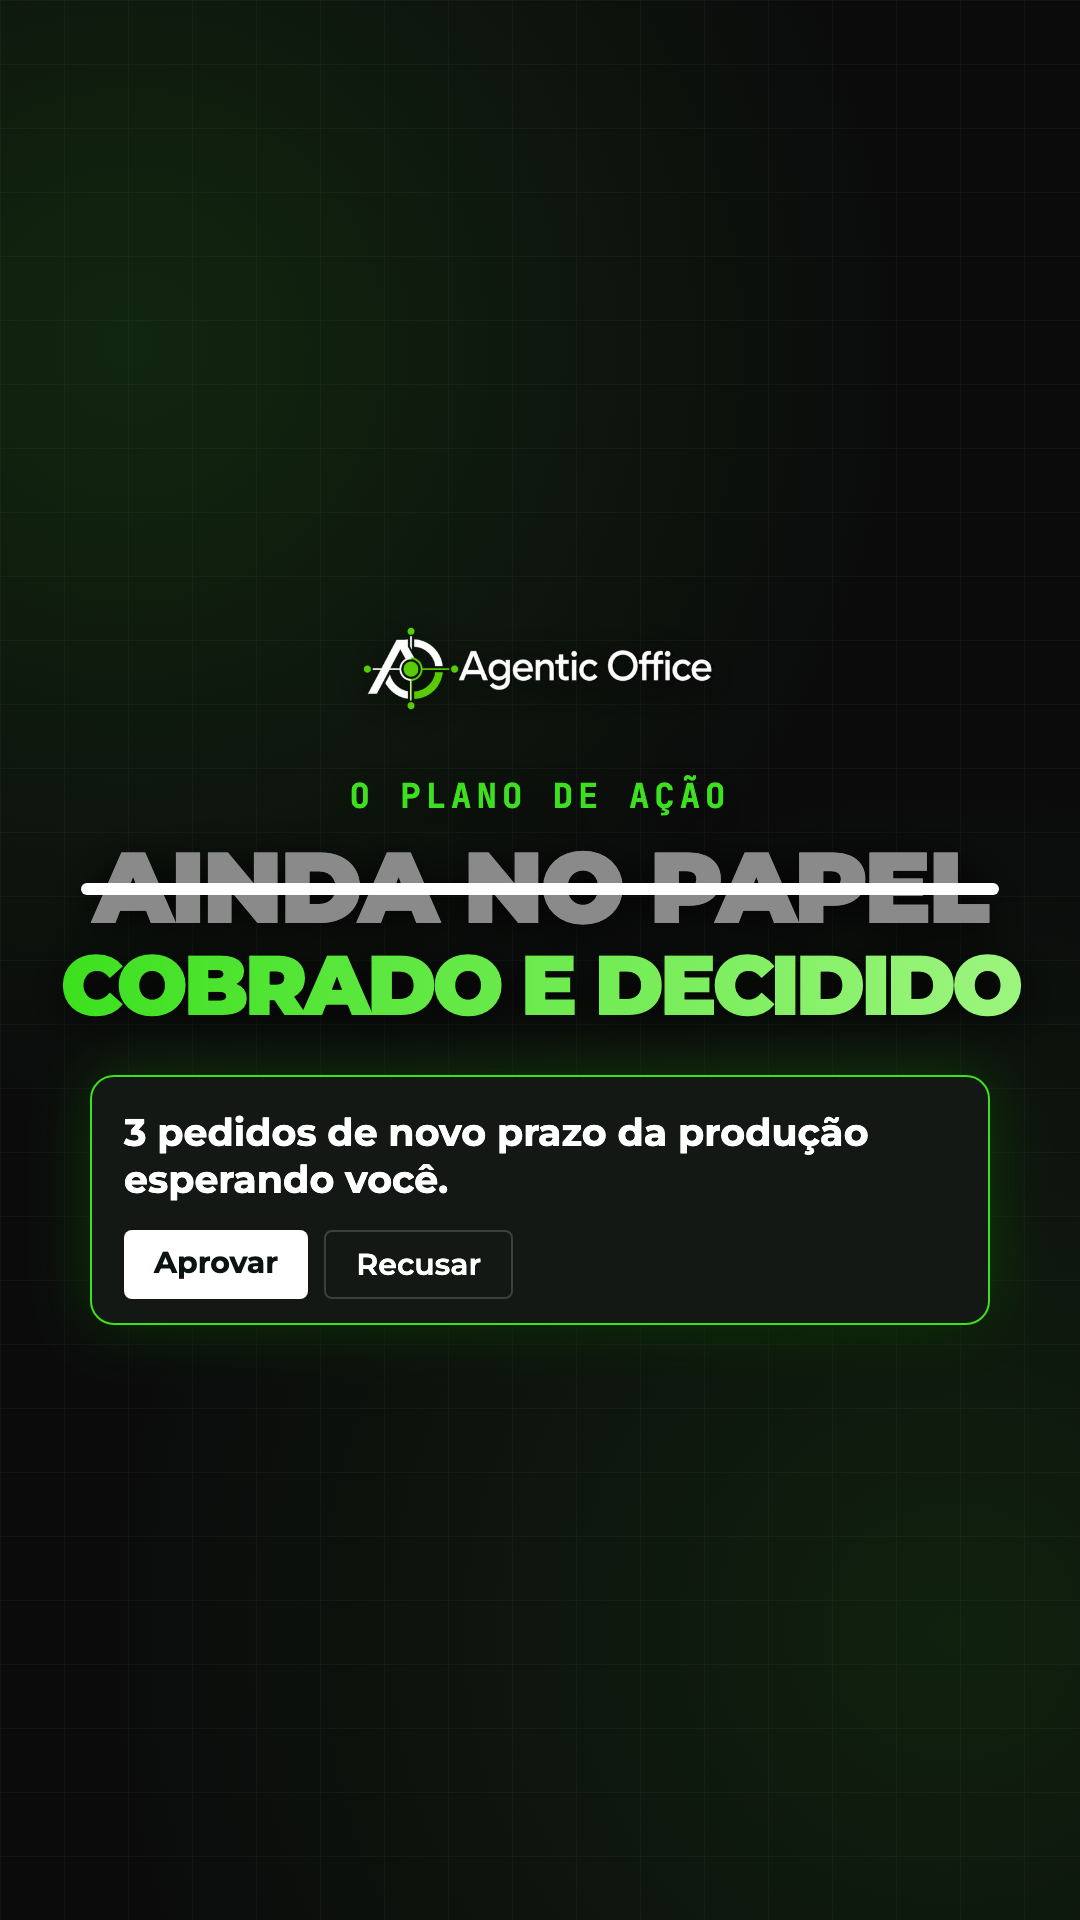 Agentic Office
O PLANO DE AÇÃO
AINDA NO PAPEL
COBRADO E DECIDIDO
3 pedidos de novo prazo da produção
esperando você.
Aprovar
Recusar